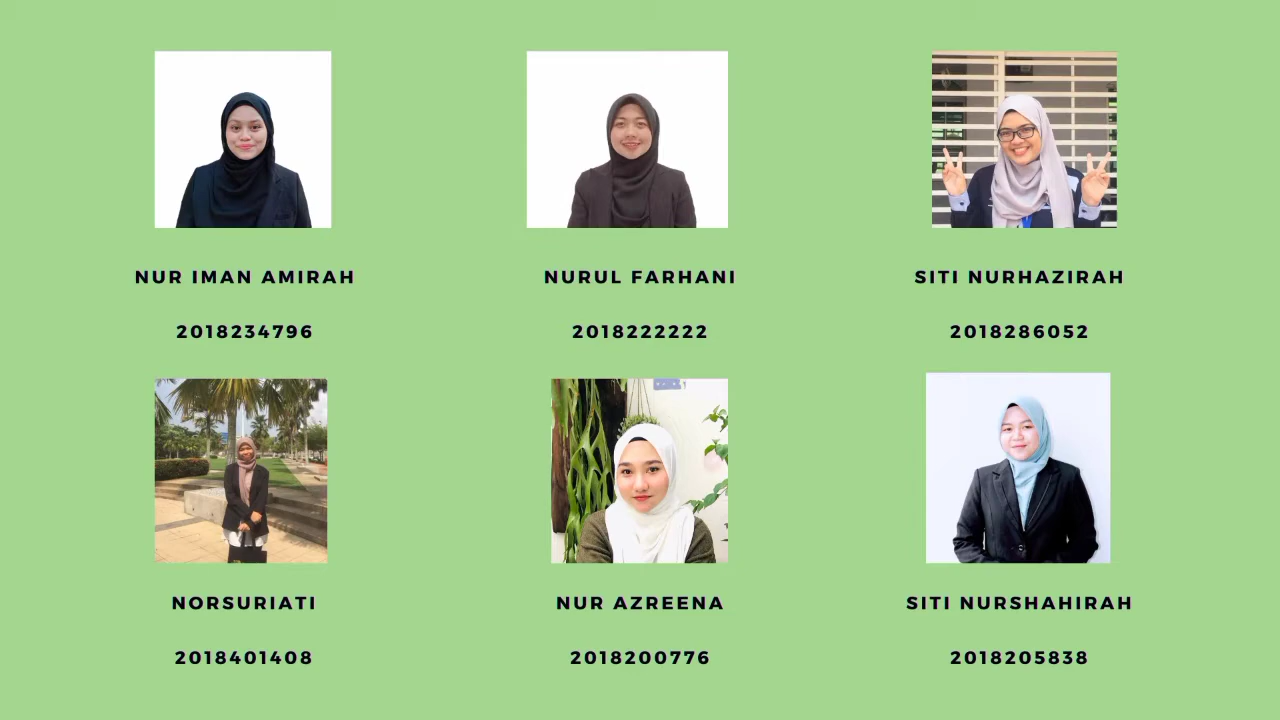 NUR IMAN AMIRAH
2018234796
NURUL FARHANI
2018222222
SITI NURHAZIRAH
2018286052
NORSURIATI
2018401408
NUR AZREENA
2018200776
SITI NURSHAHIRAH
2018205838